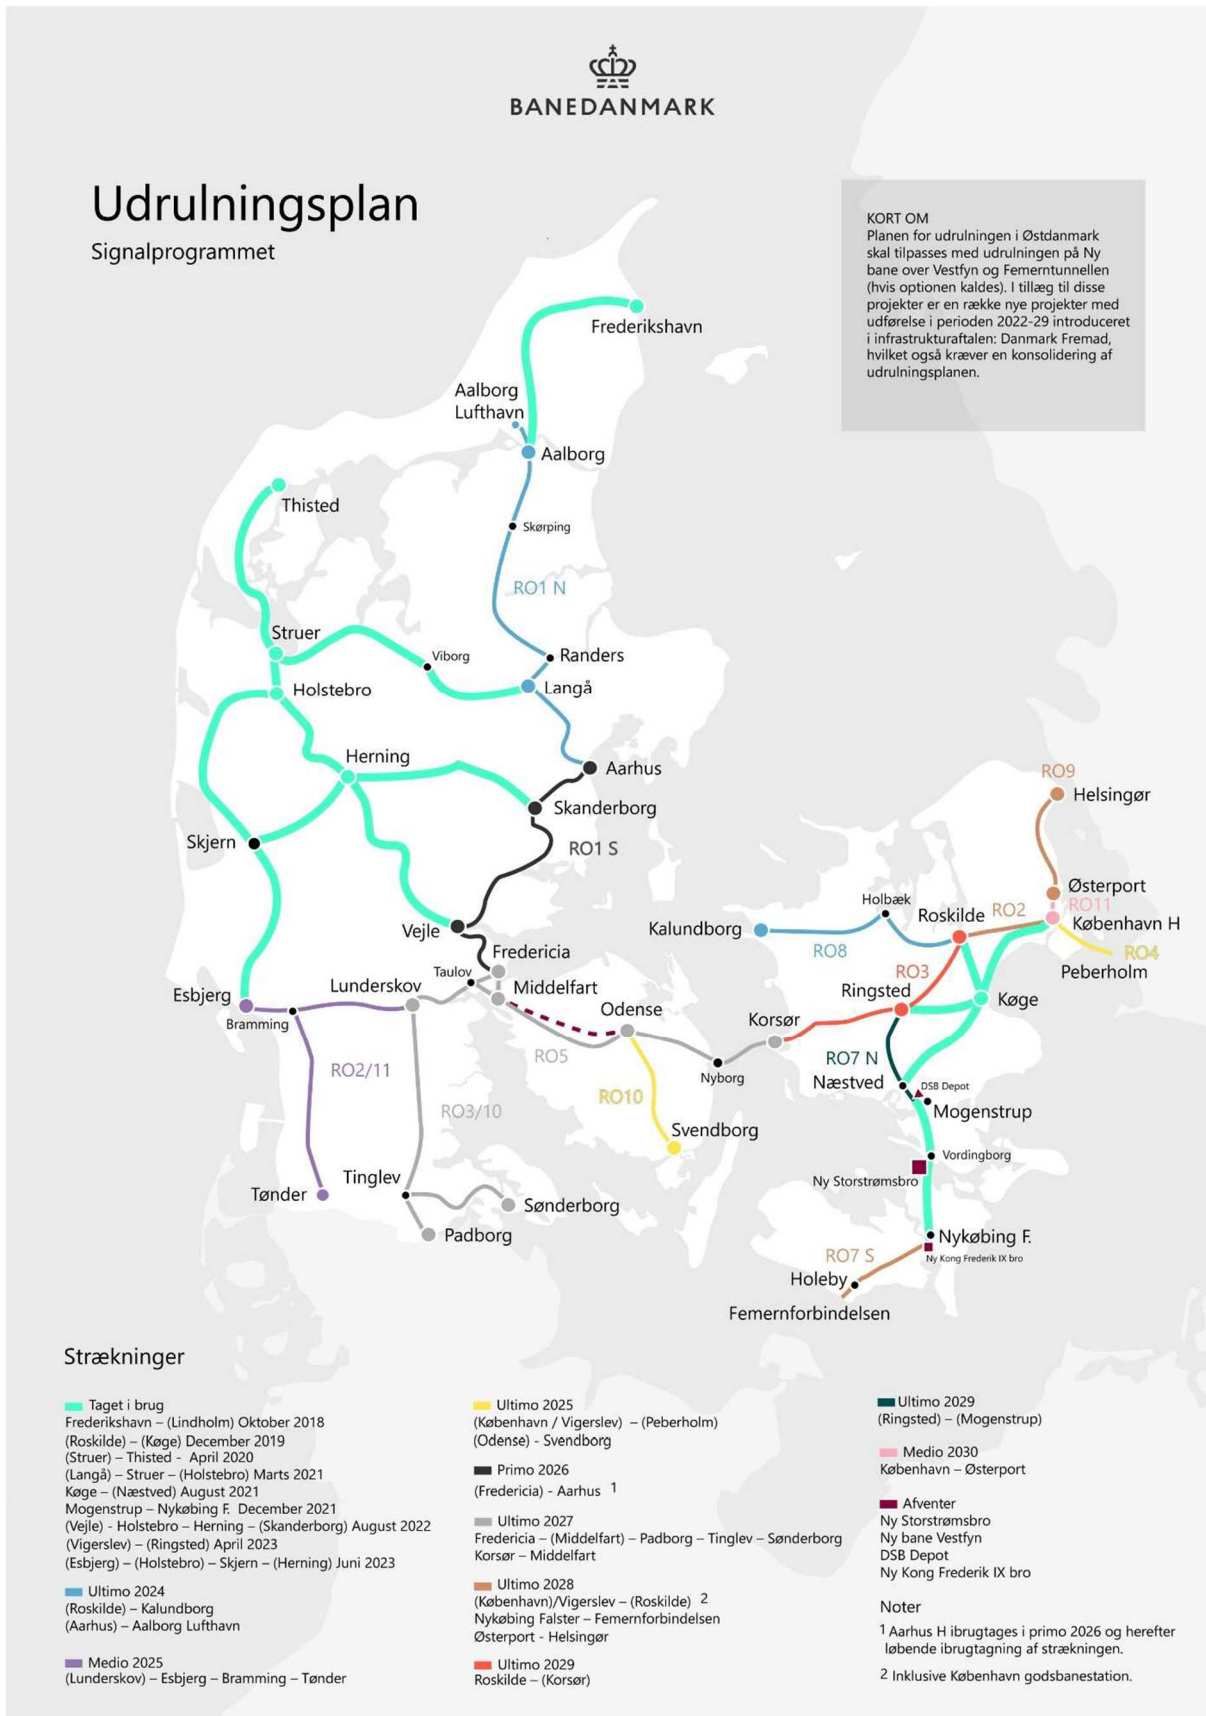 BANEDANMARK
Udrulningsplan
Signalprogrammet
KORT OM
Planen for udrulningen i Østdanmark
skal tilpasses med udrulningen på Ny
bane over Vestfyn og Femerntunnellen
(hvis optionen kaldes). I tillæg til disse
projekter er en række nye projekter med
udførelse i perioden 2022-29 introduceret
i infrastrukturaftalen: Danmark Fremad,
hvilket også kræver en konsolidering af
udrulningsplanen.
Frederikshavn
Aalborg
Lufthavn
Aalborg
Thisted
Skørping
RO1 N
Struer
Viborg
Randers
Holstebro
Langå
Herning
Aarhus
RO9
Helsingør
Skanderborg
Skjern
RO1 S
Østerport
Holbæk
RO11
Roskilde
RO2
København H
Kalundborg
Vejle
RO8
RO4
Fredericia
Peberholm
Taulov
RO3
Lunderskov
Middelfart
Ringsted
Esbjerg
Køge
Odense
Korsør
Bramming
RO5
RO7 N
RO2/11
Nyborg
Næstved
DSB Depot
RO10
RO3/10
Mogenstrup
Svendborg
Vordingborg
Tinglev
Ny Storstrømsbro
Tønder
Sønderborg
Padborg
Nykøbing F.
RO7 S
Ny Kong Frederik IX bro
Holeby
Femernforbindelsen
Strækninger
Taget i brug
Frederikshavn – (Lindholm) Oktober 2018
(Roskilde) – (Køge) December 2019
(Struer) – Thisted - April 2020
(Langå) – Struer – (Holstebro) Marts 2021
Køge – (Næstved) August 2021
Mogenstrup – Nykøbing F. December 2021
(Vejle) - Holstebro – Herning – (Skanderborg) August 2022
(Vigerslev) – (Ringsted) April 2023
(Esbjerg) – (Holstebro) – Skjern – (Herning) Juni 2023
Ultimo 2024
(Roskilde) – Kalundborg
(Aarhus) – Aalborg Lufthavn
Medio 2025
(Lunderskov) – Esbjerg – Bramming – Tønder
Ultimo 2025
(København / Vigerslev) – (Peberholm)
(Odense) - Svendborg
Primo 2026
(Fredericia) - Aarhus 1
Ultimo 2027
Fredericia – (Middelfart) – Padborg – Tinglev – Sønderborg
Korsør – Middelfart
Ultimo 2028
(København)/Vigerslev – (Roskilde) 2
Nykøbing Falster – Femernforbindelsen
Østerport - Helsingør
Ultimo 2029
Roskilde – (Korsør)
Ultimo 2029
(Ringsted) – (Mogenstrup)
Medio 2030
København – Østerport
Afventer
Ny Storstrømsbro
Ny bane Vestfyn
DSB Depot
Ny Kong Frederik IX bro
Noter
1 Aarhus H ibrugtages i primo 2026 og herefter
løbende ibrugtagning af strækningen.
2 Inklusive København godsbanestation.